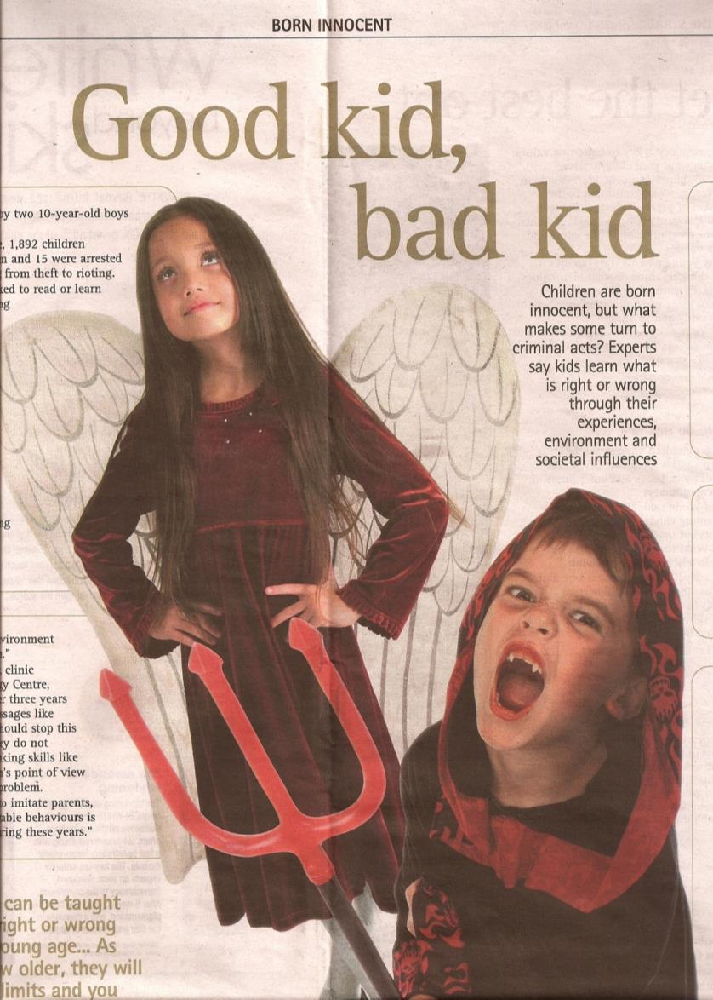 BORN INNOCENT
Good kid,
bad kid
Children are born
innocent, but what
makes some turn to
criminal acts? Experts
say kids learn what
is right or wrong
through their
experiences,
environment and
societal influences
by two 10-year-old boys
, 1,892 children
n and 15 were arrested
from theft to rioting.
ked to read or learn
ng
ng
vironment
."
clinic
y Centre,
r three years
ssages like
hould stop this
ey do not
king skills like
's point of view
problem.
o imitate parents,
able behaviours is
ring these years."
can be taught
ight or wrong
oung age... As
w older, they will
limits and you